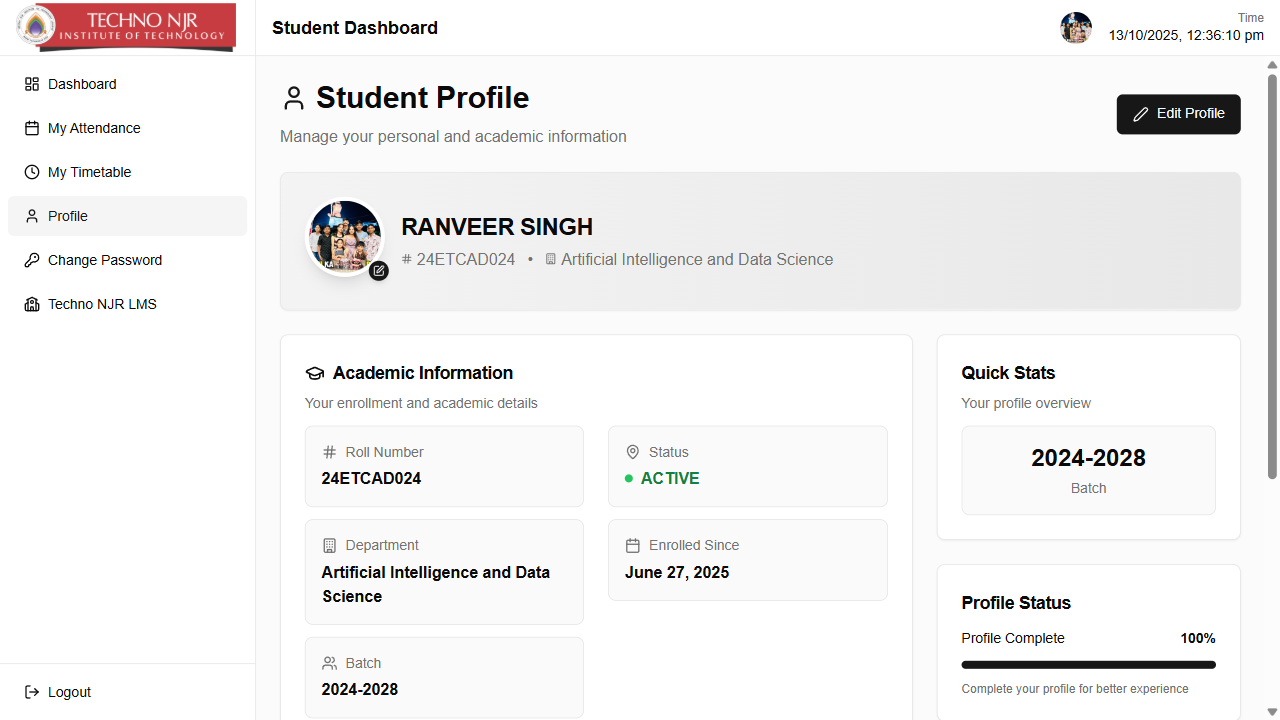 TECHNO NJR
INSTITUTE OF TECHNOLOGY
Student Dashboard
Time
13/10/2025, 12:36:10 pm
Dashboard
My Attendance
My Timetable
Profile
Change Password
Techno NJR LMS
Logout
Student Profile
Manage your personal and academic information
Edit Profile
RANVEER SINGH
# 24ETCAD024 • Artificial Intelligence and Data Science
Academic Information
Your enrollment and academic details
# Roll Number
24ETCAD024
Status
ACTIVE
Department
Artificial Intelligence and Data
Science
Enrolled Since
June 27, 2025
Batch
2024-2028
Quick Stats
Your profile overview
2024-2028
Batch
Profile Status
Profile Complete 100%
Complete your profile for better experience